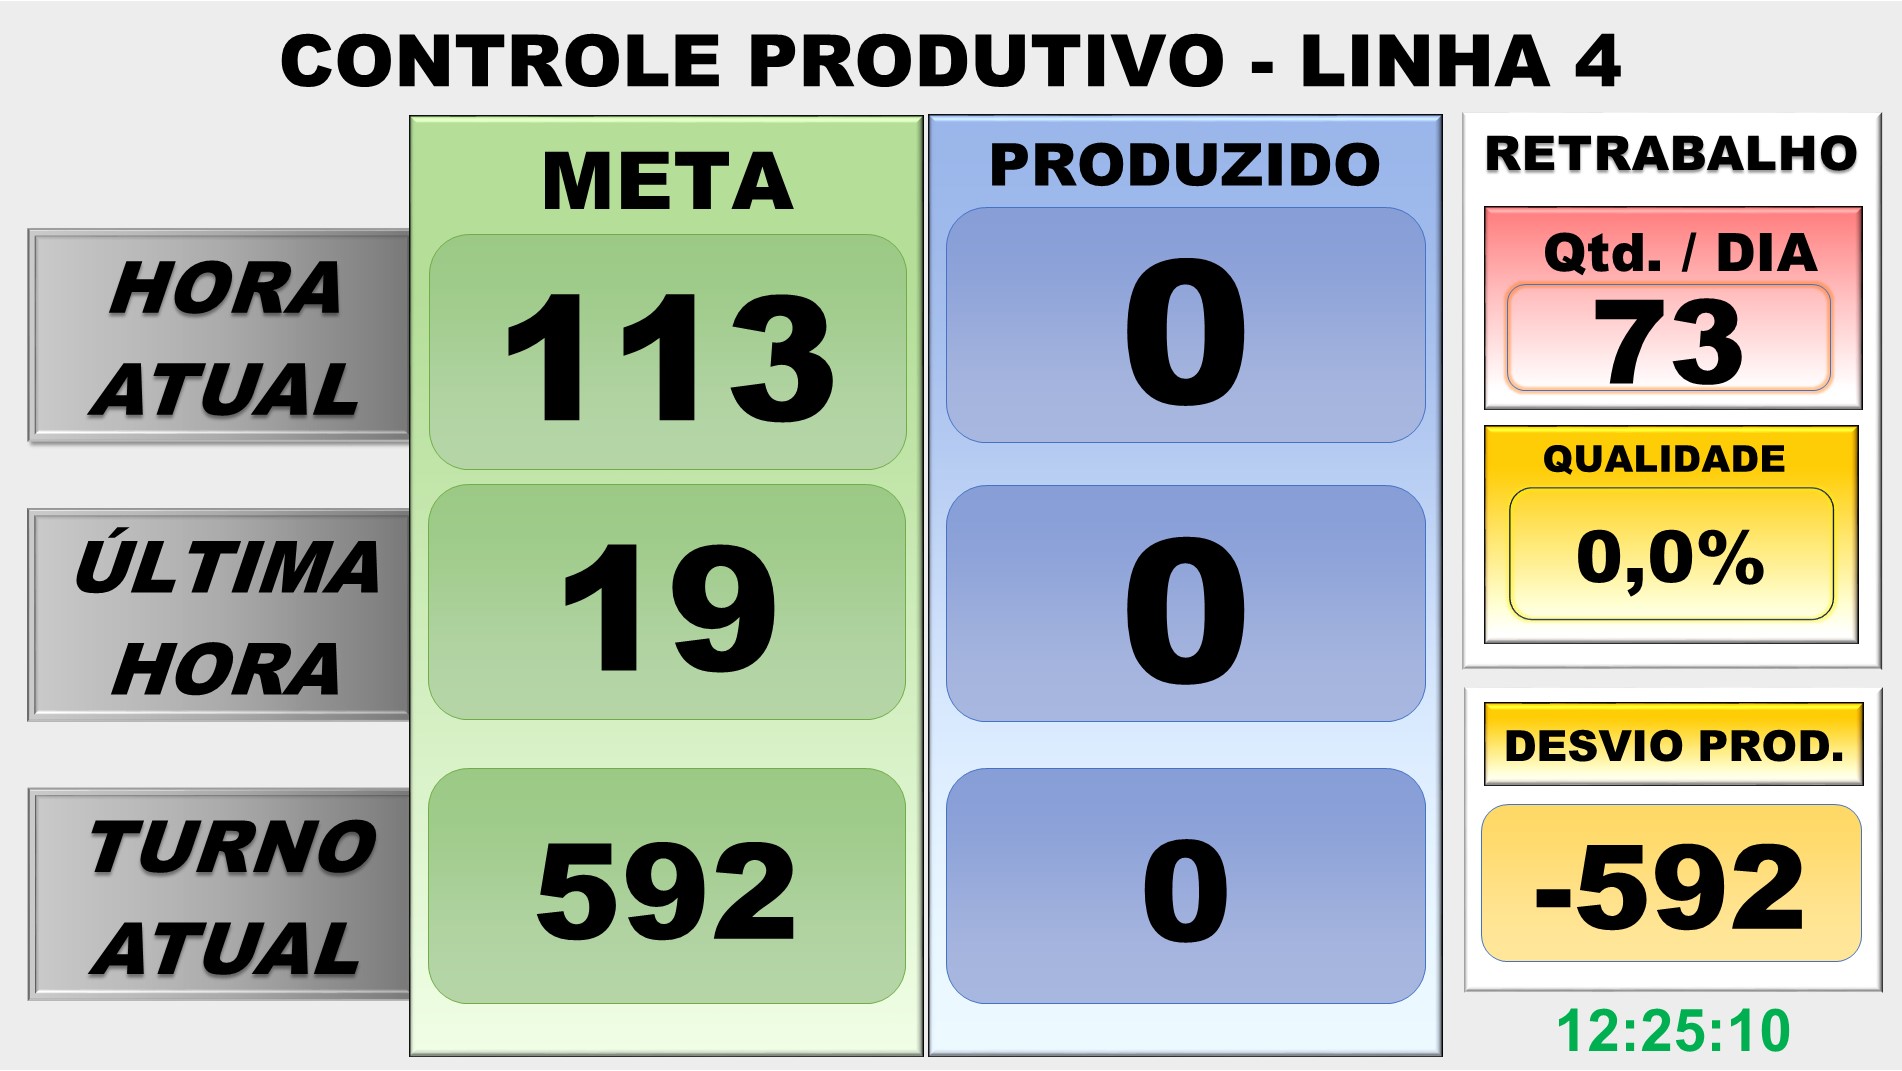 CONTROLE PRODUTIVO - LINHA 4
META
PRODUZIDO
RETRABALHO
HORA
ATUAL
113
0
Qtd. / DIA
73
QUALIDADE
0,0%
ÚLTIMA
HORA
19
0
DESVIO PROD.
-592
TURNO
ATUAL
592
0
12:25:10